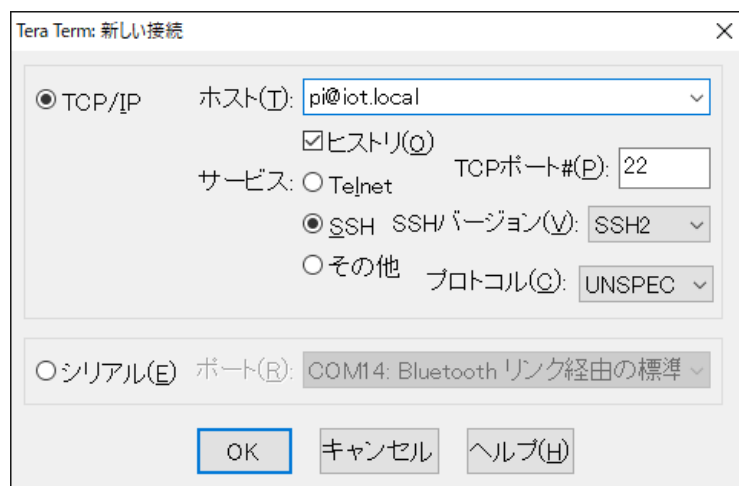 Tera Term: 新しい接続
TCP/IP
ホスト(T): pi@iot.local
ヒストリ(O)
サービス: Telnet
TCPポート#(P): 22
SSH
SSHバージョン(V): SSH2
その他
プロトコル(C): UNSPEC
シリアル(E)
ポート(R): COM14: Bluetooth リンク経由の標準
OK
キャンセル
ヘルプ(H)